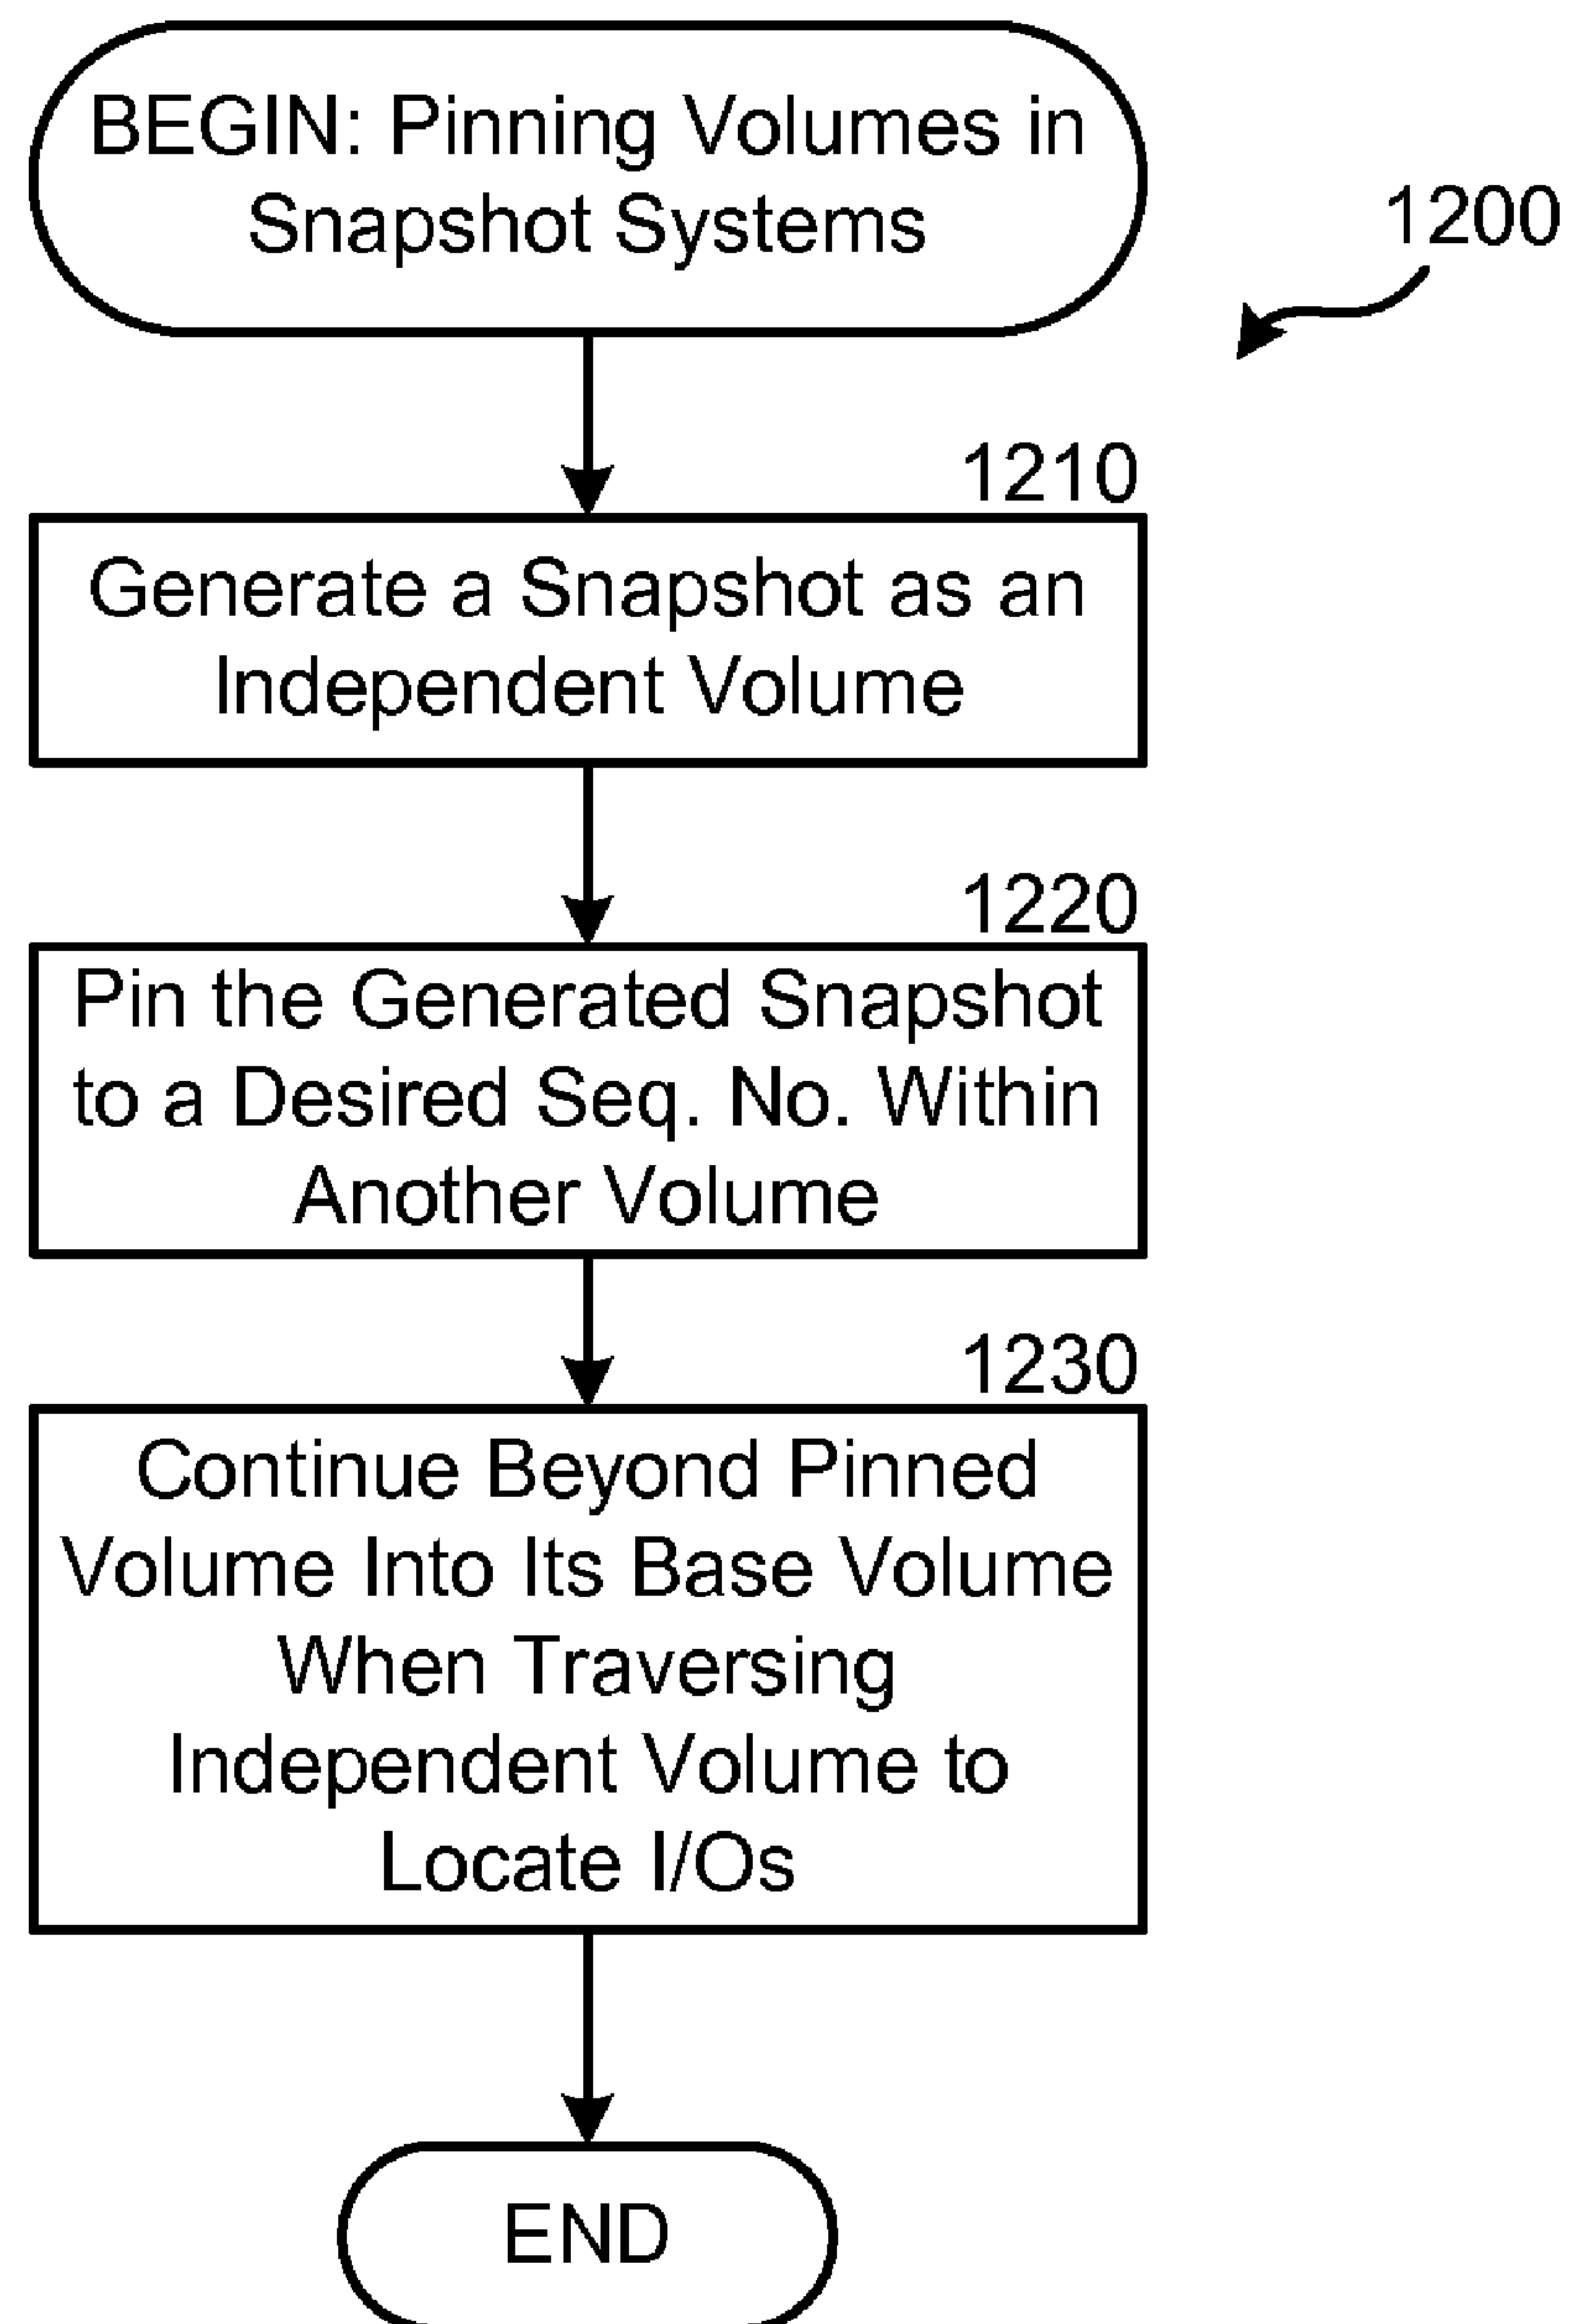 BEGIN: Pinning Volumes in
Snapshot Systems
1200
1210
Generate a Snapshot as an
Independent Volume
1220
Pin the Generated Snapshot
to a Desired Seq. No. Within
Another Volume
1230
Continue Beyond Pinned
Volume Into Its Base Volume
When Traversing
Independent Volume to
Locate I/Os
END